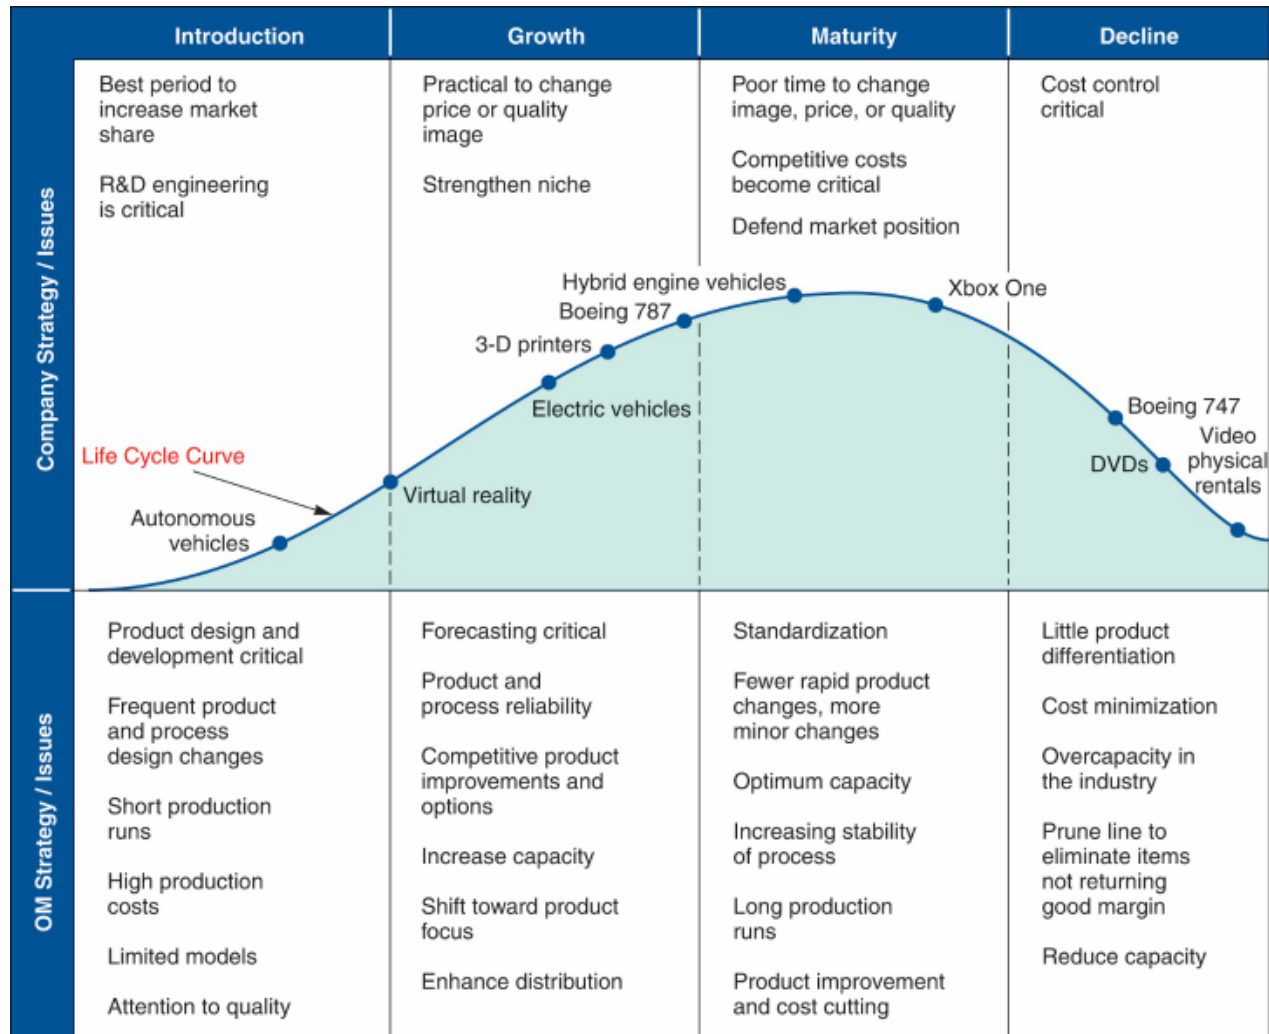 Introduction
Growth
Maturity
Decline
Company Strategy / Issues
Best period to
increase market
share
R&D engineering
is critical
Practical to change
price or quality
image
Strengthen niche
Poor time to change
image, price, or quality
Competitive costs
become critical
Defend market position
Cost control
critical
Hybrid engine vehicles
Xbox One
Boeing 787
3-D printers
Electric vehicles
Boeing 747
Video
physical
rentals
DVDs
Life Cycle Curve
Virtual reality
Autonomous
vehicles
OM Strategy / Issues
Product design and
development critical
Frequent product
and process
design changes
Short production
runs
High production
costs
Limited models
Attention to quality
Forecasting critical
Product and
process reliability
Competitive product
improvements and
options
Increase capacity
Shift toward product
focus
Enhance distribution
Standardization
Fewer rapid product
changes, more
minor changes
Optimum capacity
Increasing stability
of process
Long production
runs
Product improvement
and cost cutting
Little product
differentiation
Cost minimization
Overcapacity in
the industry
Prune line to
eliminate items
not returning
good margin
Reduce capacity